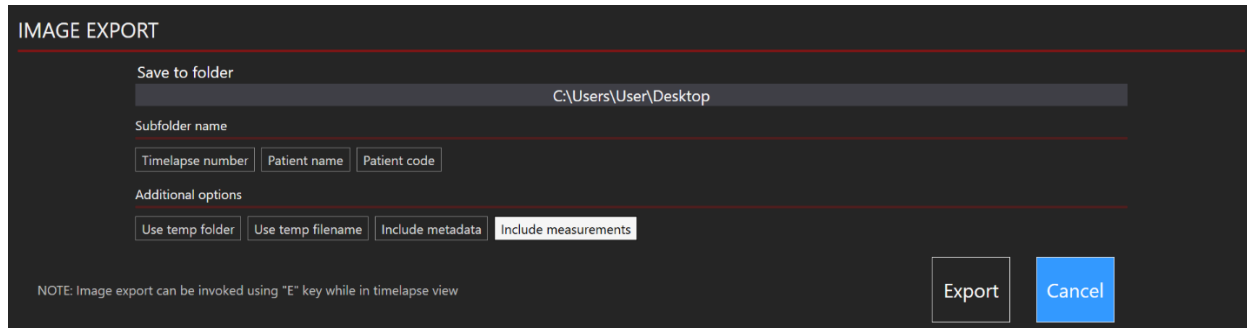 IMAGE EXPORT
Save to folder
C:\Users\User\Desktop
Subfolder name
Timelapse number Patient name Patient code
Additional options
Use temp folder Use temp filename Include metadata Include measurements
NOTE: Image export can be invoked using "E" key while in timelapse view
Export Cancel